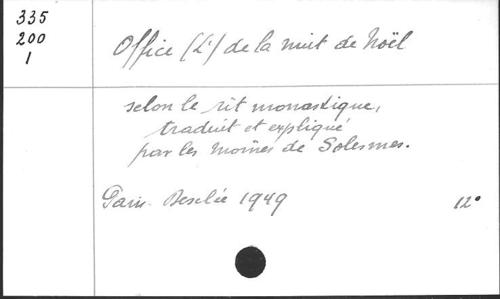 335
200
1
Office (L') de la nuit de Noël
selon le rit monastique,
traduit et expliqué
par les Moines de Solesmes.
Paris. Desclée 1949
12°